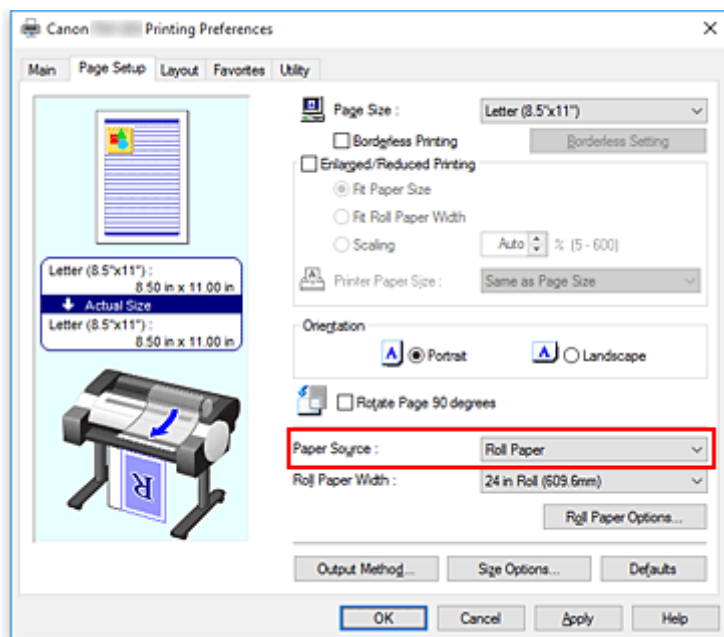 Canon Printing Preferences
Main Page Setup Layout Favorites Utility
Page Size : Letter (8.5"x11")
Borderless Printing Borderless Setting
Enlarged/Reduced Printing
Fit Paper Size
Fit Roll Paper Width
Scaling Auto % (5 - 600)
Printer Paper Size : Same as Page Size
Letter (8.5"x11") :
8.50 in x 11.00 in
Actual Size
Letter (8.5"x11") :
8.50 in x 11.00 in
Orientation
A Portrait A Landscape
Rotate Page 90 degrees
Paper Source : Roll Paper
Roll Paper Width : 24 in Roll (609.6mm)
Roll Paper Options...
R
Output Method... Size Options... Defaults
OK Cancel Apply Help